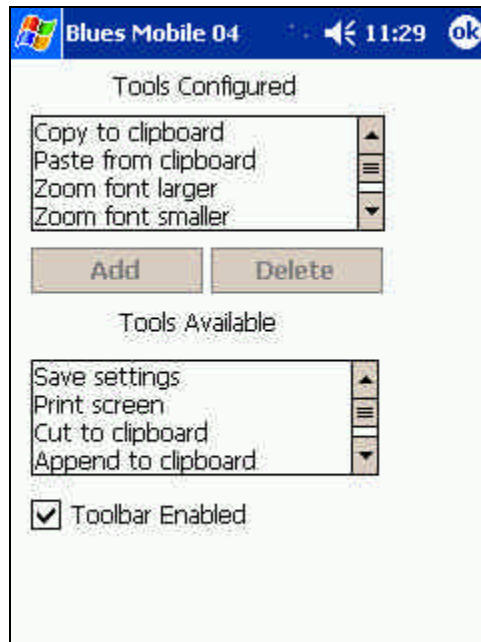 Blues Mobile 04 11:29 ok
Tools Configured
Copy to clipboard
Paste from clipboard
Zoom font larger
Zoom font smaller
Add Delete
Tools Available
Save settings
Print screen
Cut to clipboard
Append to clipboard
Toolbar Enabled